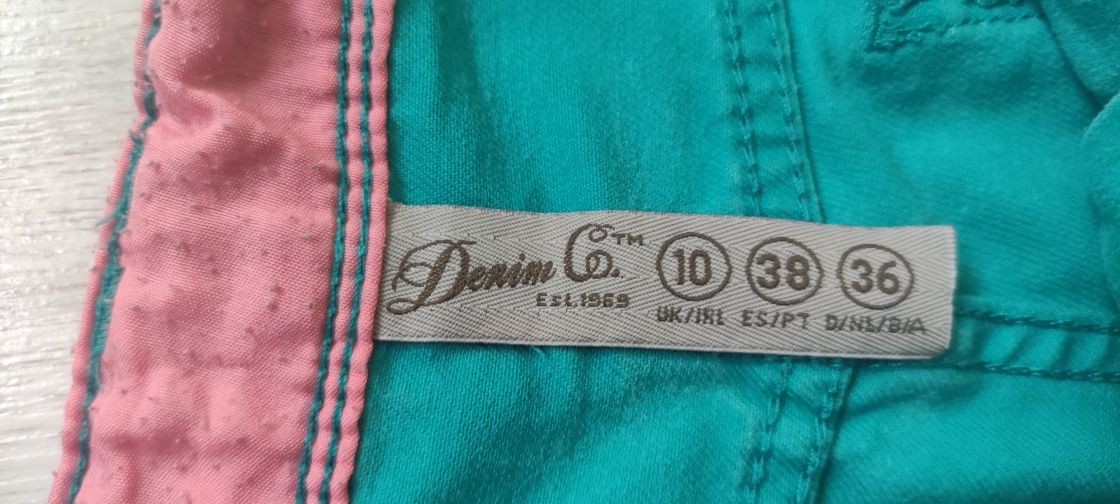 Denim Co.™
Est.1969
10 38 36
UK/IRL ES/PT D/NL/B/A